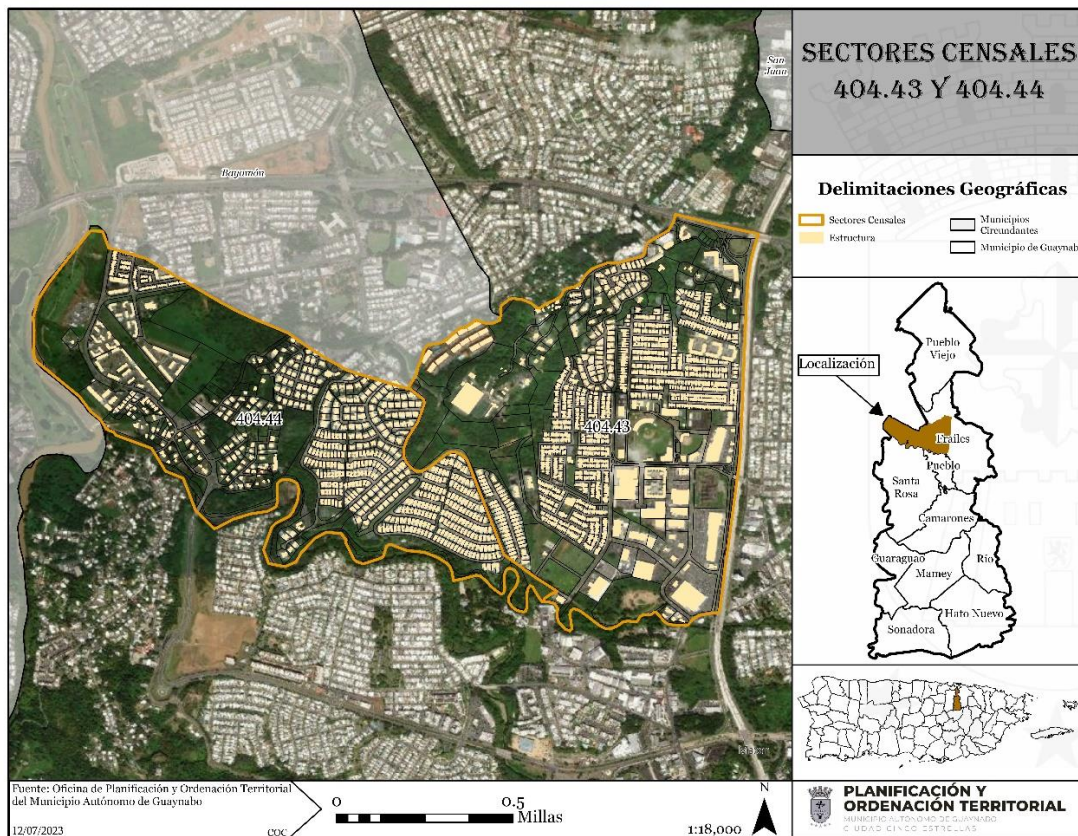 SECTORES CENSALES
404.43 Y 404.44
Delimitaciones Geográficas
Sectores Censales
Estructura
Municipios
Circundantes
Municipio de Guaynab
San
Juan
Bayamón
404.44
404.43
Localización
Pueblo
Viejo
Frailes
Pueblo
Santa
Rosa
Camarones
Guaraguao
Río
Mamey
Hato Nuevo
Sonadora
Fuente: Oficina de Planificación y Ordenación Territorial
del Municipio Autónomo de Guaynabo
12/07/2023
COC
0 0.5
Millas
N
1:18,000
PLANIFICACIÓN Y
ORDENACIÓN TERRITORIAL
MUNICIPIO AUTÓNOMO DE GUAYNABO
CIUDAD CINCO ESTRELLAS